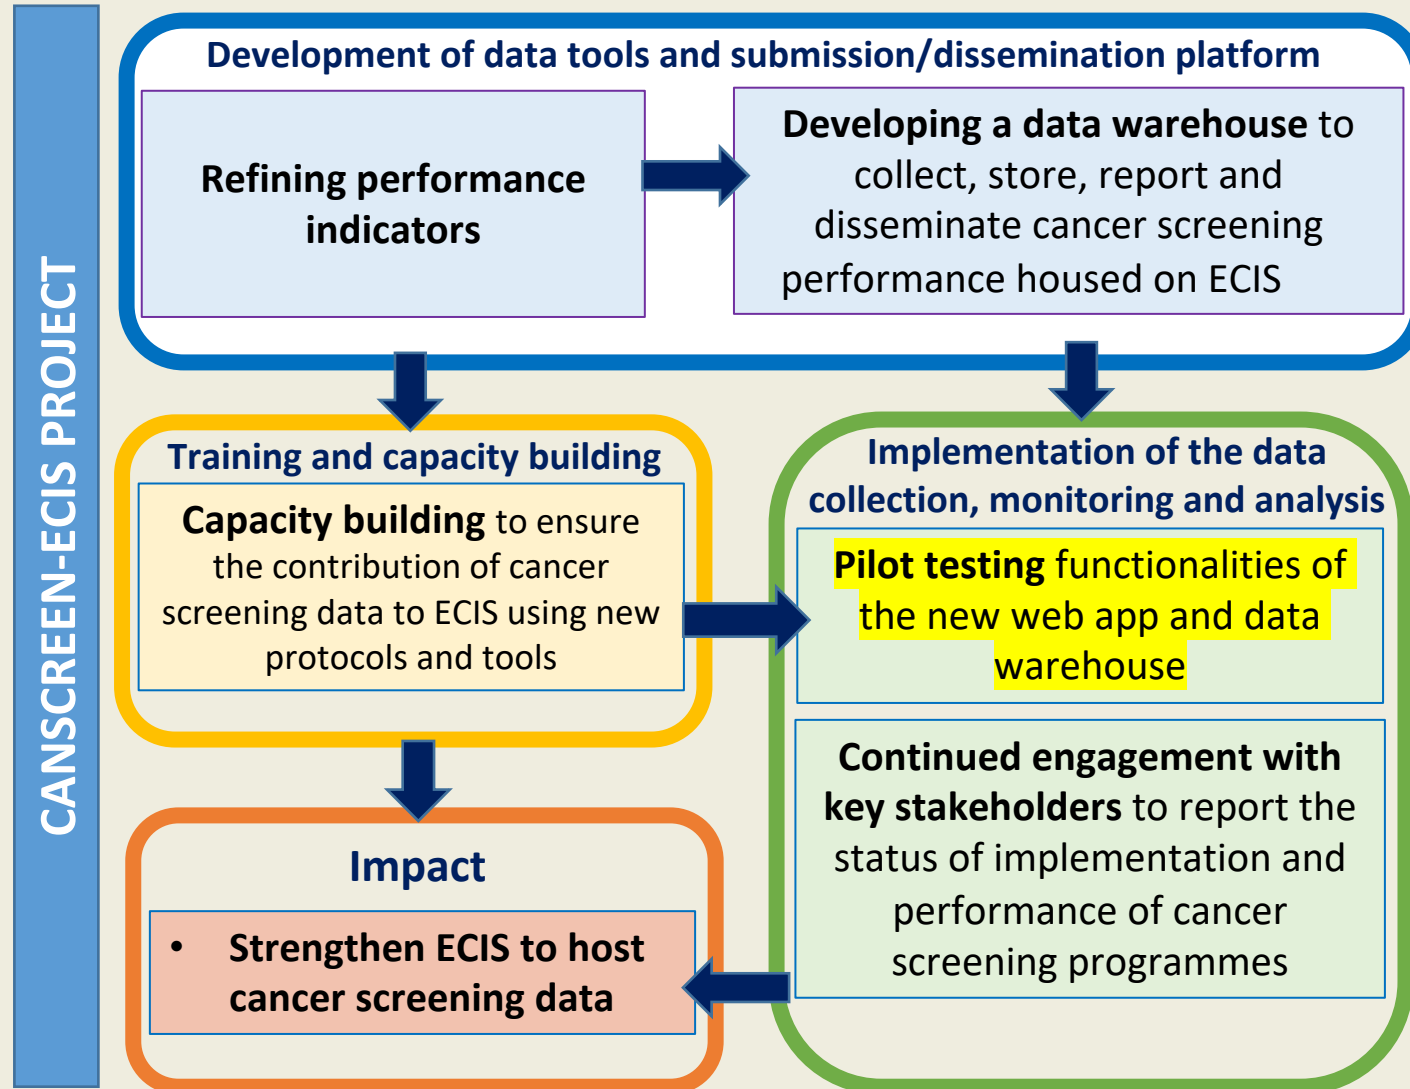 CANSCREEN-ECIS PROJECT
Development of data tools and submission/dissemination platform
Refining performance
indicators
Developing a data warehouse to
collect, store, report and
disseminate cancer screening
performance housed on ECIS
Training and capacity building
Capacity building to ensure
the contribution of cancer
screening data to ECIS using new
protocols and tools
Implementation of the data
collection, monitoring and analysis
Pilot testing functionalities of
the new web app and data
warehouse
Continued engagement with
key stakeholders to report the
status of implementation and
performance of cancer
screening programmes
Impact
• Strengthen ECIS to host
cancer screening data